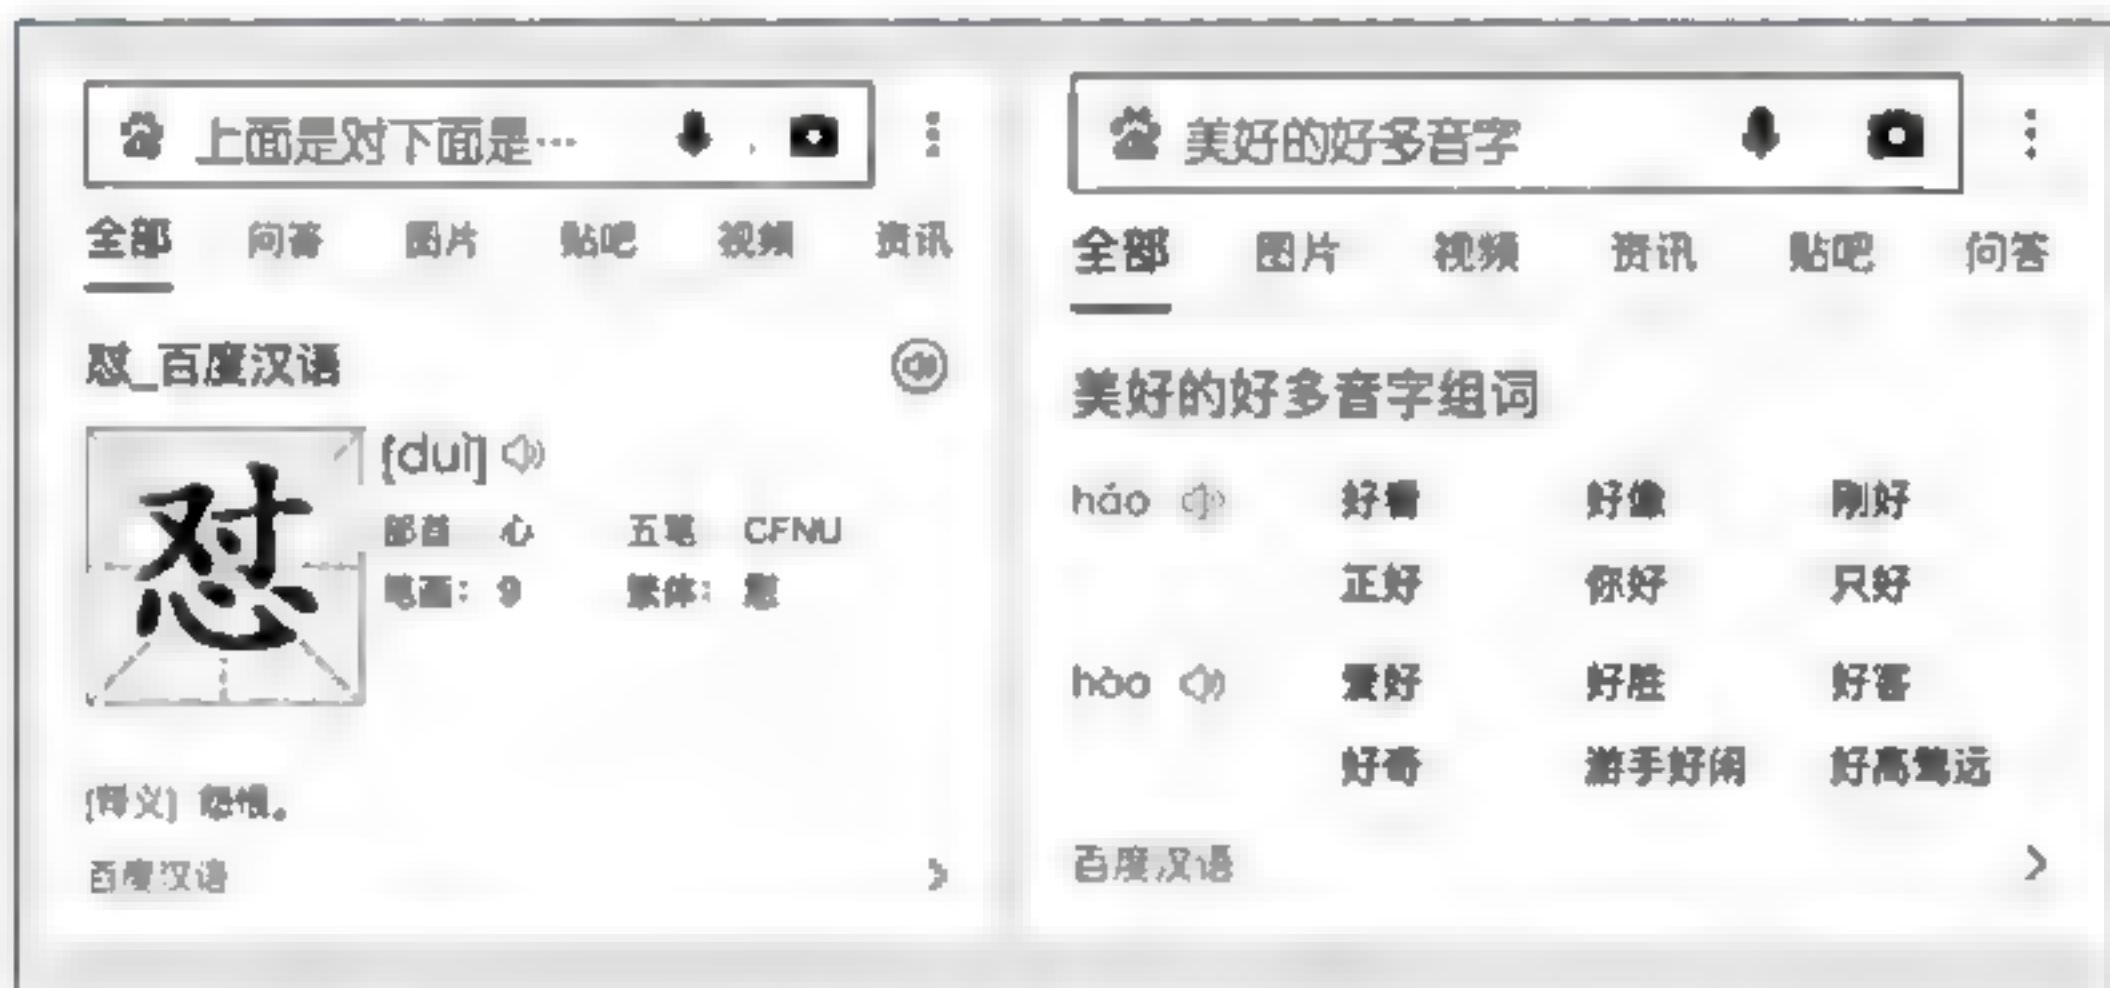 上面是对下面是…
全部 问答 图片 贴吧 视频 资讯
怼_百度汉语
怼
[duì]
部首 心 五笔 CFNU
笔画: 9 繁体: 懟
[释义] 怨恨。
百度汉语
美好的好多音字
全部 图片 视频 资讯 贴吧 问答
美好的好多音字组词
hǎo 好看 好像 刚好
正好 你好 只好
hào 爱好 好胜 好客
好奇 游手好闲 好高骛远
百度汉语